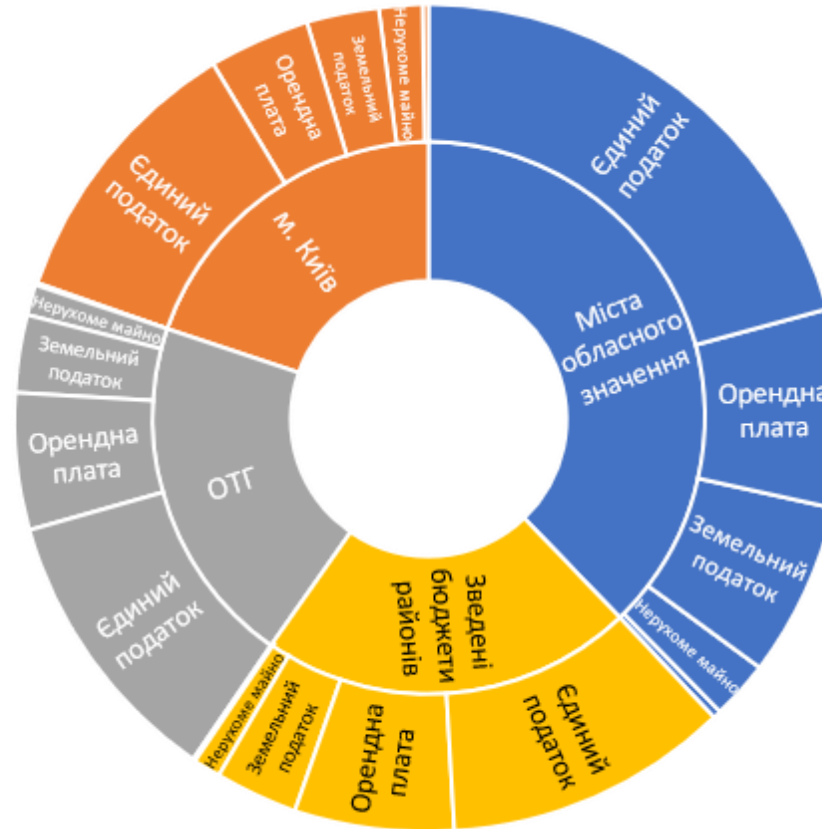 Єдиний
податок
Орендна
плата
Земельний
податок
Нерухоме майно
Міста
обласного
значення
Єдиний
податок
Орендна
плата
Земельний
податок
Нерухоме майно
Зведені
бюджети
районів
Єдиний
податок
Орендна
плата
Земельний
податок
Нерухоме майно
ОТГ
Єдиний
податок
Орендна
плата
Земельний
податок
Нерухоме майно
м. Київ